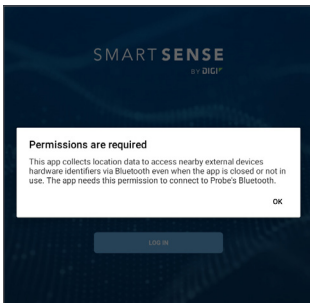 SMARTSENSE
BY DIGI
Permissions are required
This app collects location data to access nearby external devices
hardware identifiers via Bluetooth even when the app is closed or not in
use. The app needs this permission to connect to Probe's Bluetooth.
OK
LOG IN